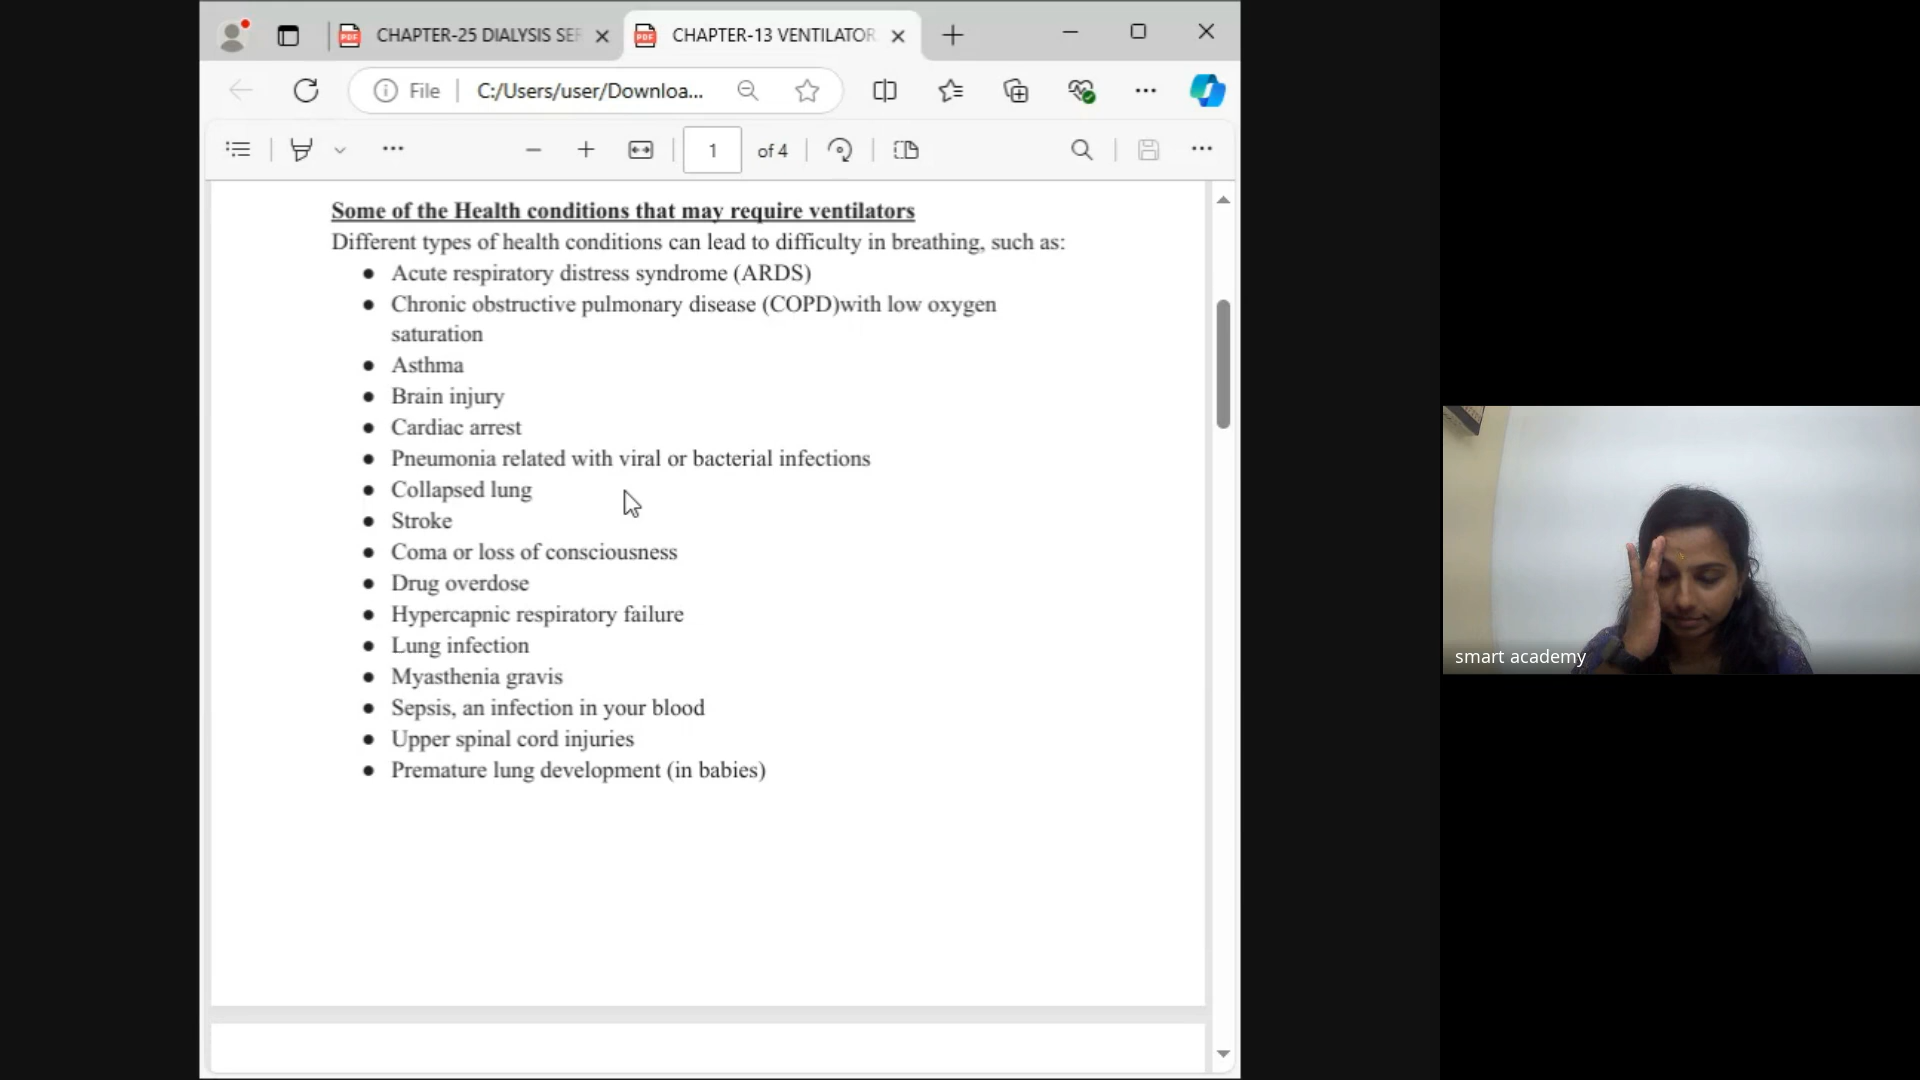 CHAPTER-25 DIALYSIS SER
CHAPTER-13 VENTILATOR
File
C:/Users/user/Downloa...
1 of 4
Some of the Health conditions that may require ventilators
Different types of health conditions can lead to difficulty in breathing, such as:
● Acute respiratory distress syndrome (ARDS)
● Chronic obstructive pulmonary disease (COPD)with low oxygen
saturation
● Asthma
● Brain injury
● Cardiac arrest
● Pneumonia related with viral or bacterial infections
● Collapsed lung
● Stroke
● Coma or loss of consciousness
● Drug overdose
● Hypercapnic respiratory failure
● Lung infection
● Myasthenia gravis
● Sepsis, an infection in your blood
● Upper spinal cord injuries
● Premature lung development (in babies)
smart academy